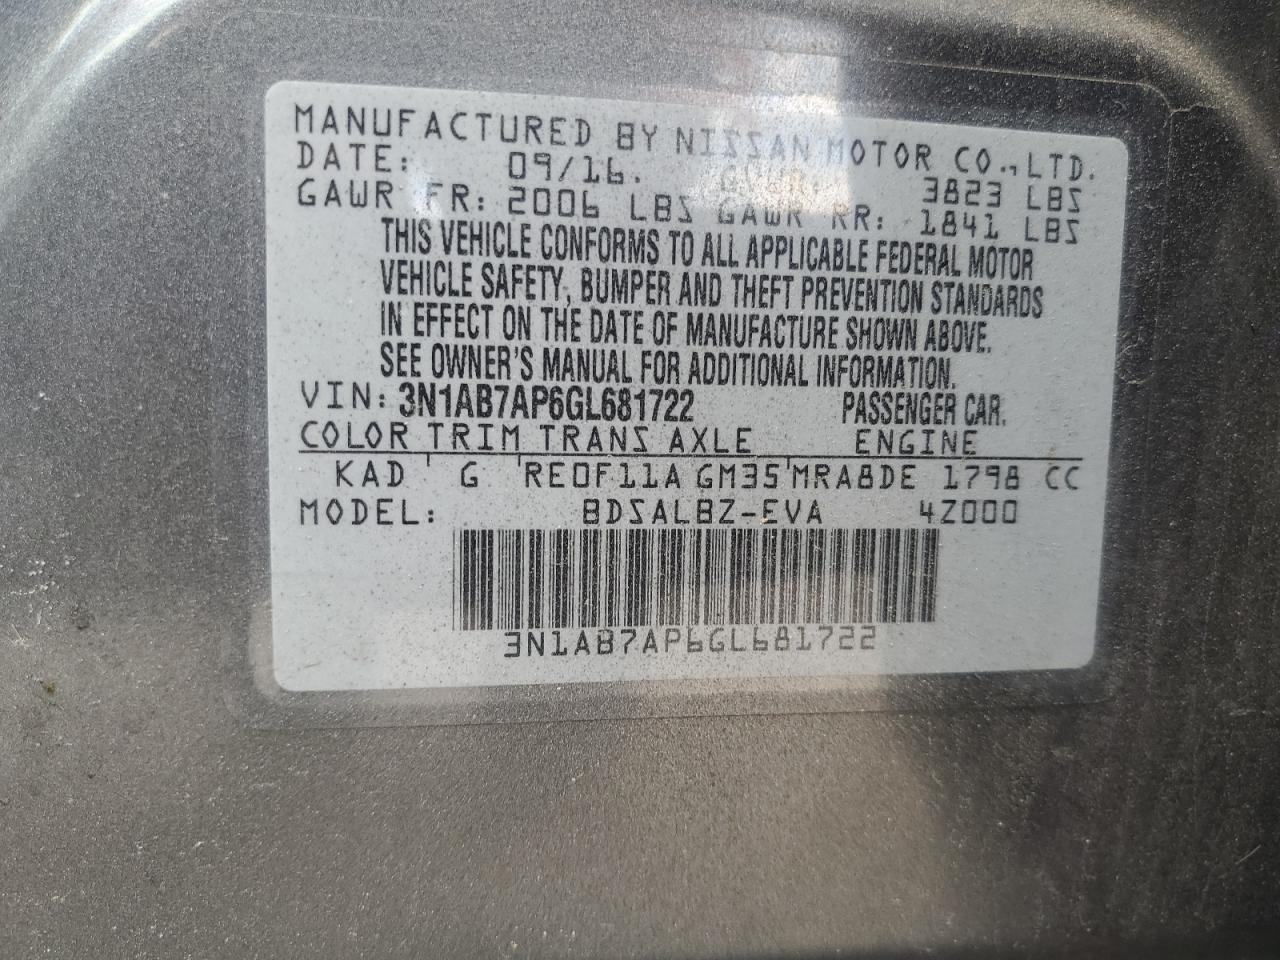 MANUFACTURED BY NISSAN MOTOR CO., LTD.
DATE: 09/16. GVWR 3823 LBS
GAWR FR: 2006 LBS GAWR RR: 1841 LBS
THIS VEHICLE CONFORMS TO ALL APPLICABLE FEDERAL MOTOR
VEHICLE SAFETY, BUMPER AND THEFT PREVENTION STANDARDS
IN EFFECT ON THE DATE OF MANUFACTURE SHOWN ABOVE.
SEE OWNER'S MANUAL FOR ADDITIONAL INFORMATION.
VIN: 3N1AB7AP6GL681722 PASSENGER CAR.
COLOR TRIM TRANS AXLE ENGINE
KAD G RE0F11A GM35 MRA8DE 1798 CC
MODEL: BDSALBZ-EVA 4Z000
3N1AB7AP6GL681722